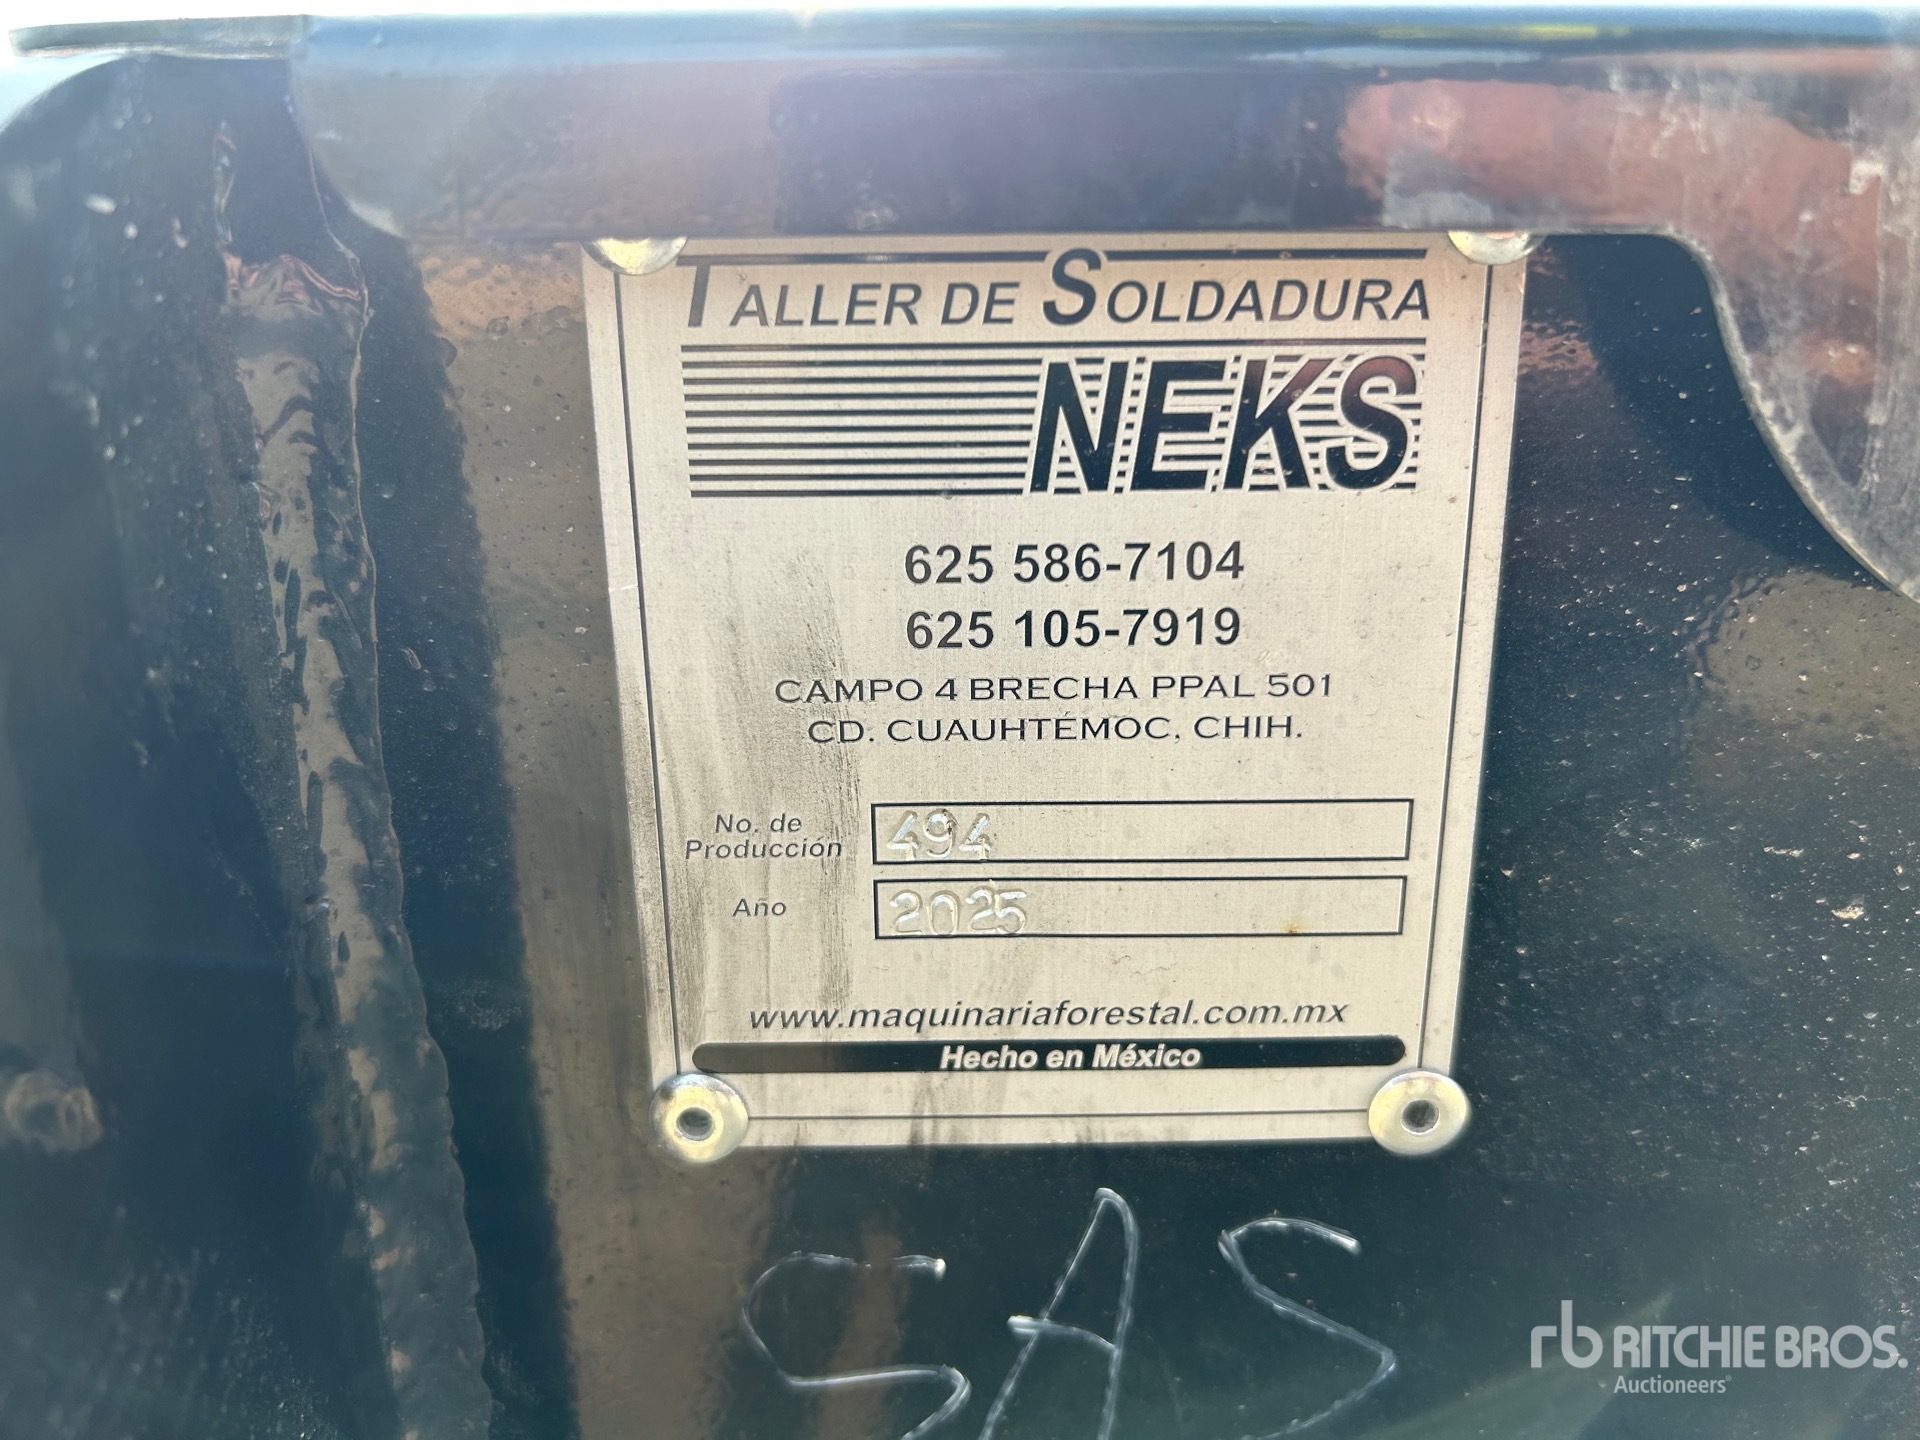 TALLER DE SOLDADURA
NEKS
625 586-7104
625 105-7919
CAMPO 4 BRECHA PPAL 501
CD. CUAUHTÉMOC, CHIH.
No. de
Producción
494
Año
2025
www.maquinariaforestal.com.mx
Hecho en México
SAS
rb RITCHIE BROS.
Auctioneers